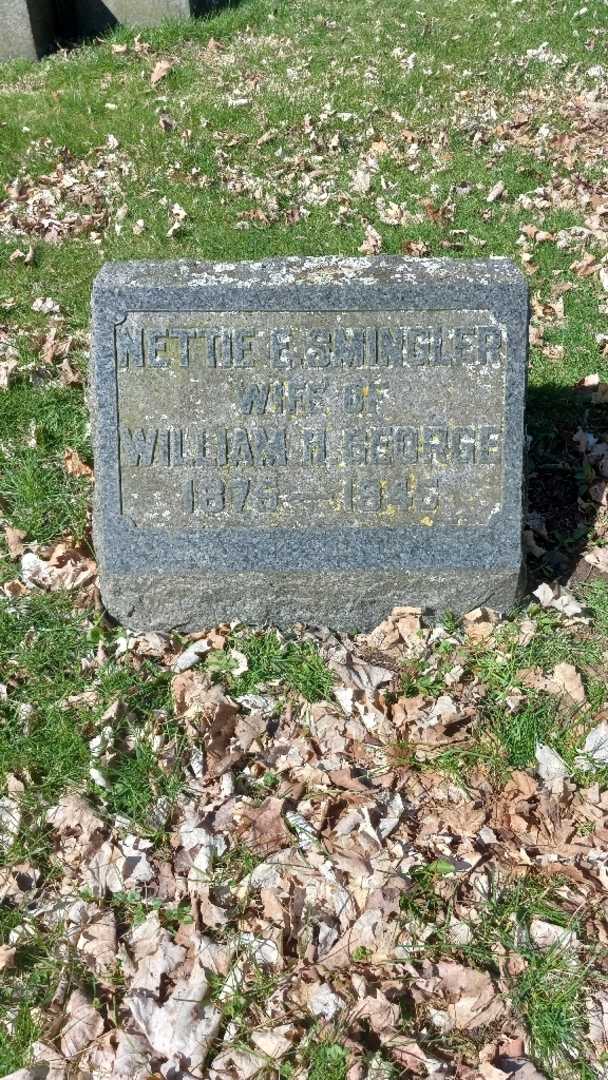 NETTIE E. SMINGLER
WIFE OF
WILLIAM H. GEORGE
1875 — 1945